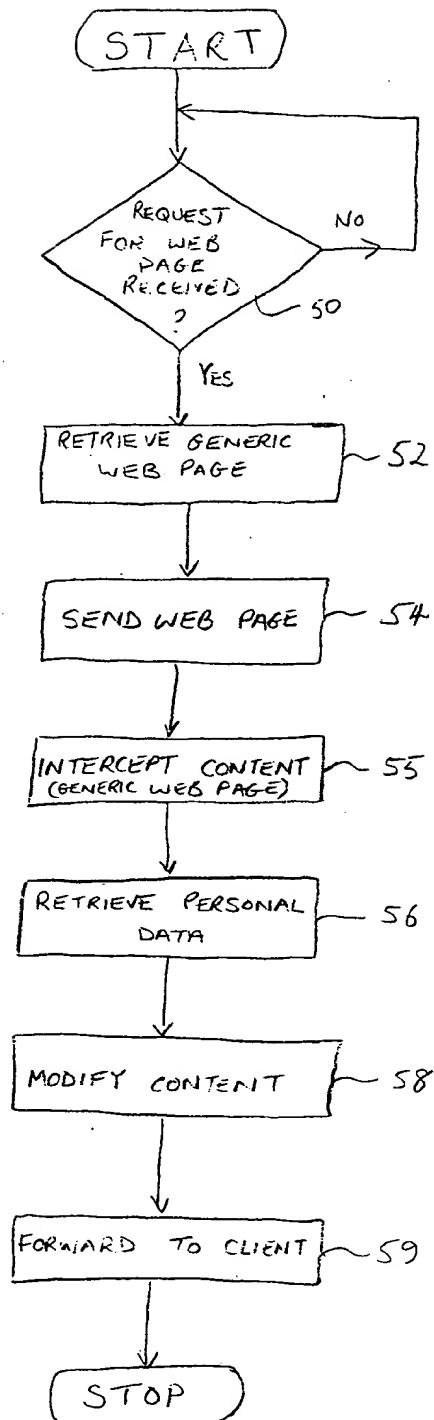 START
REQUEST
FOR WEB
PAGE
RECEIVED
?
NO
50
YES
RETRIEVE GENERIC
WEB PAGE
52
SEND WEB PAGE
54
INTERCEPT CONTENT
(GENERIC WEB PAGE)
55
RETRIEVE PERSONAL
DATA
56
MODIFY CONTENT
58
FORWARD TO CLIENT
59
STOP